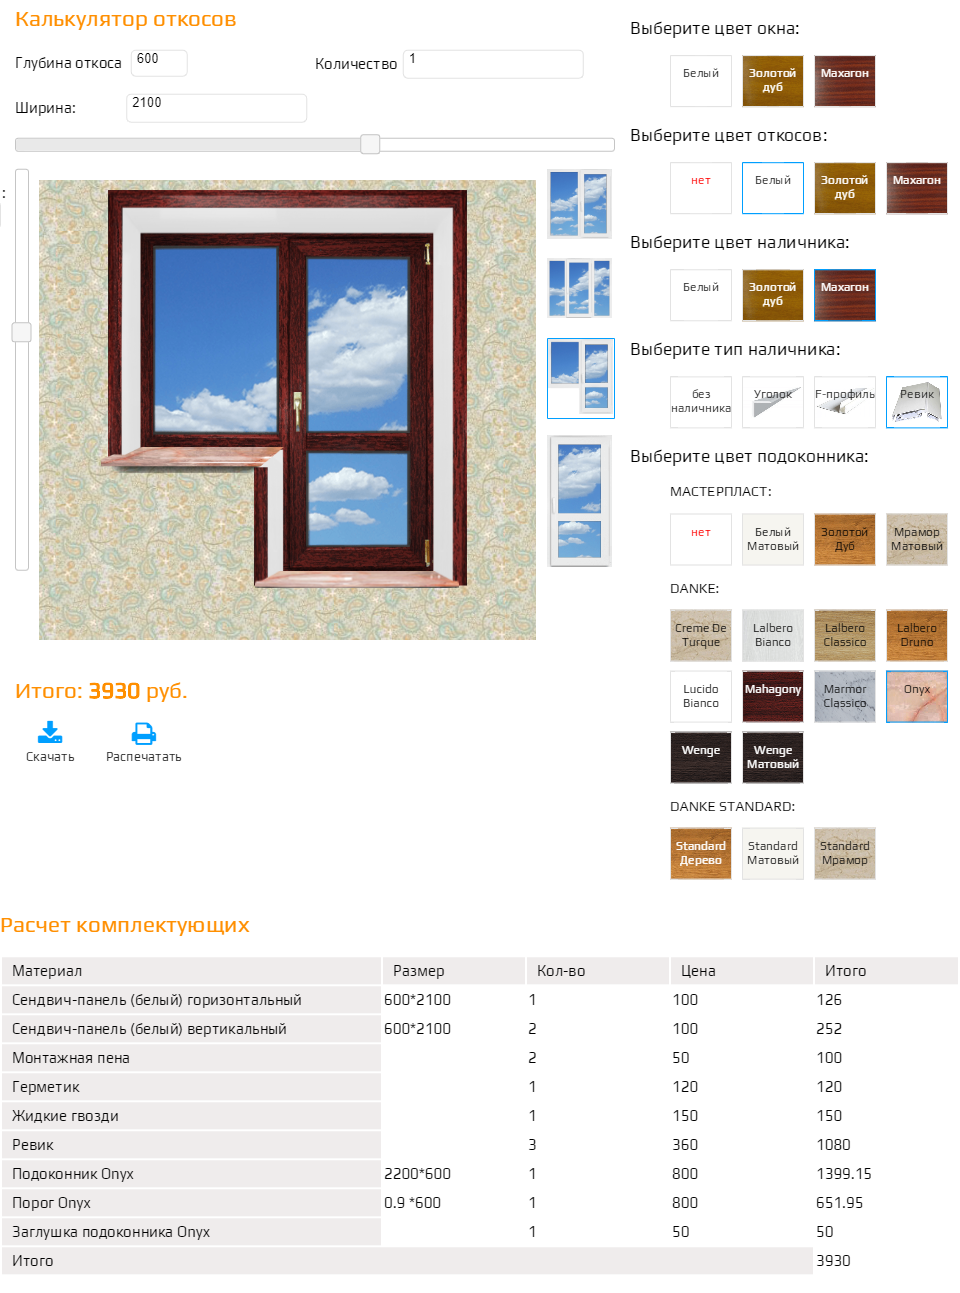 Калькулятор откосов
Глубина откоса 600 Количество 1
Ширина: 2100
:
Итого: 3930 руб.
Скачать Распечатать
Выберите цвет окна:
Белый Золотой дуб Махагон
Выберите цвет откосов:
нет Белый Золотой дуб Махагон
Выберите цвет наличника:
Белый Золотой дуб Махагон
Выберите тип наличника:
без наличника Уголок F-профиль Ревик
Выберите цвет подоконника:
МАСТЕРПЛАСТ:
нет Белый Матовый Золотой Дуб Мрамор Матовый
DANKE:
Creme De Turque Lalbero Bianco Lalbero Classico Lalbero Druno
Lucido Bianco Mahagony Marmor Classico Onyx
Wenge Wenge Матовый
DANKE STANDARD:
Standard Дерево Standard Матовый Standard Мрамор
Расчет комплектующих
Материал Размер Кол-во Цена Итого
Сендвич-панель (белый) горизонтальный 600*2100 1 100 126
Сендвич-панель (белый) вертикальный 600*2100 2 100 252
Монтажная пена 2 50 100
Герметик 1 120 120
Жидкие гвозди 1 150 150
Ревик 3 360 1080
Подоконник Onyx 2200*600 1 800 1399.15
Порог Onyx 0.9 *600 1 800 651.95
Заглушка подоконника Onyx 1 50 50
Итого 3930